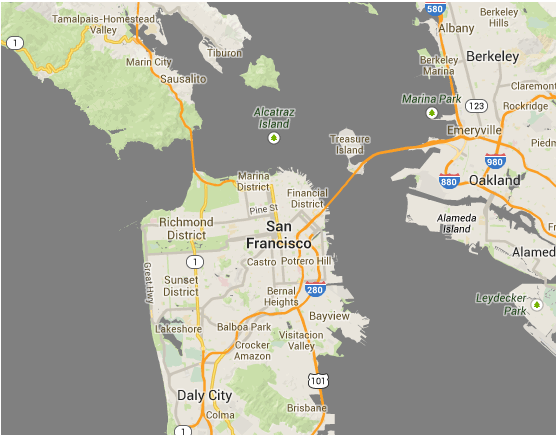 580
Berkeley
Hills
Albany
Tamalpais-Homestead
Valley
1
Tiburon
Marin City
Sausalito
Berkeley
Berkeley
Marina
Claremont
Marina Park
123
Rockridge
Alcatraz
Island
Emeryville
Treasure
Island
Piedm
980
880
Oakland
Marina
District
Financial
District
Pine St
Richmond
District
San
Francisco
Alameda
Island
Fr
Alamed
1
Castro
Potrero Hill
Great Hwy
Sunset
District
280
Bernal
Heights
Leydecker
Park
Bayview
Lakeshore
Balboa Park
Visitacion
Valley
Crocker
Amazon
101
Daly City
Colma
Brisbane
1